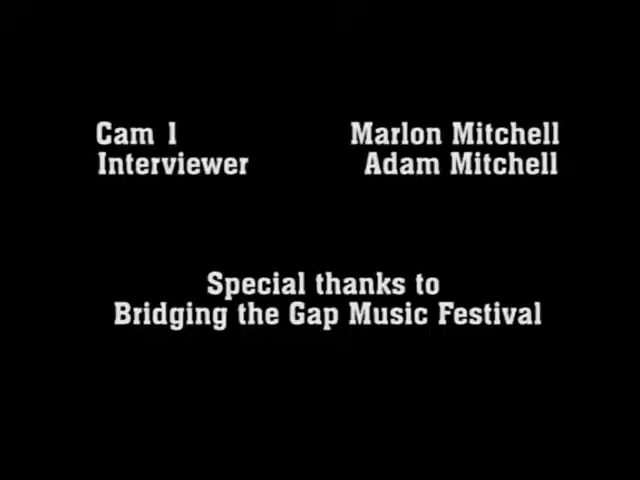 Cam 1 Marlon Mitchell
Interviewer Adam Mitchell
Special thanks to
Bridging the Gap Music Festival